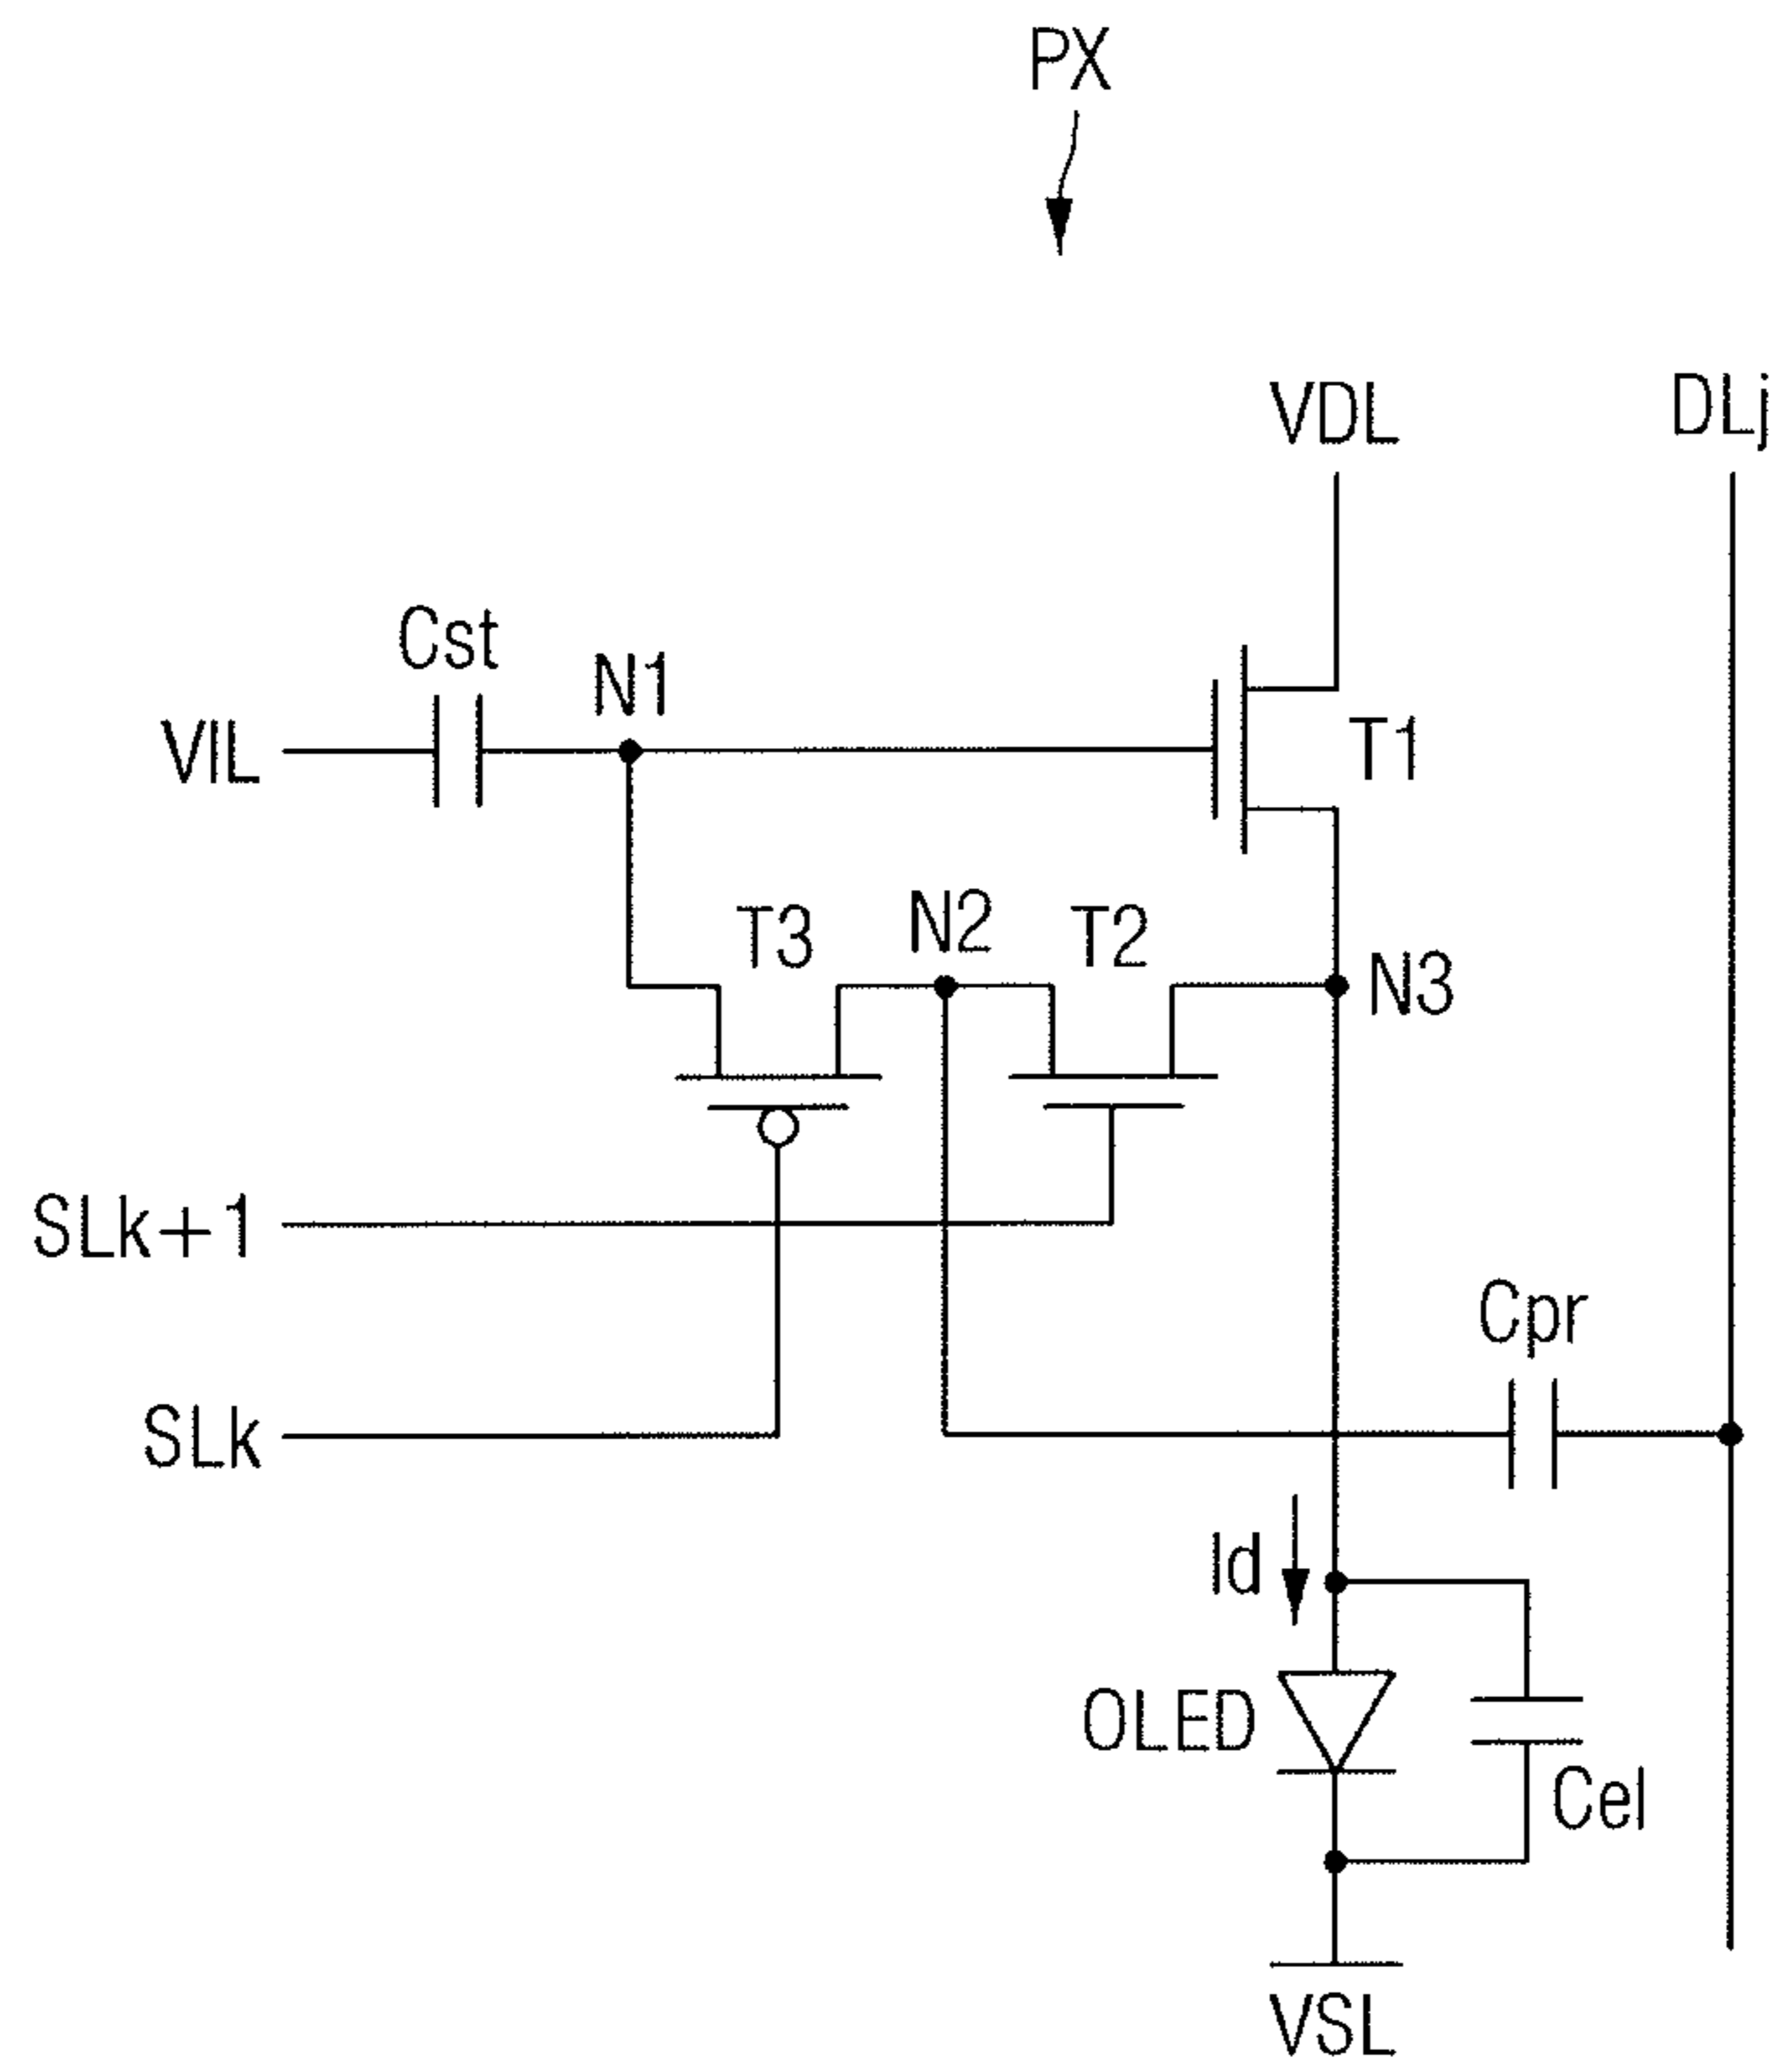 PX
VDL
DLj
Cst
N1
VIL
T1
T3
N2
T2
N3
SLk+1
Cpr
SLk
Id
OLED
Cel
VSL